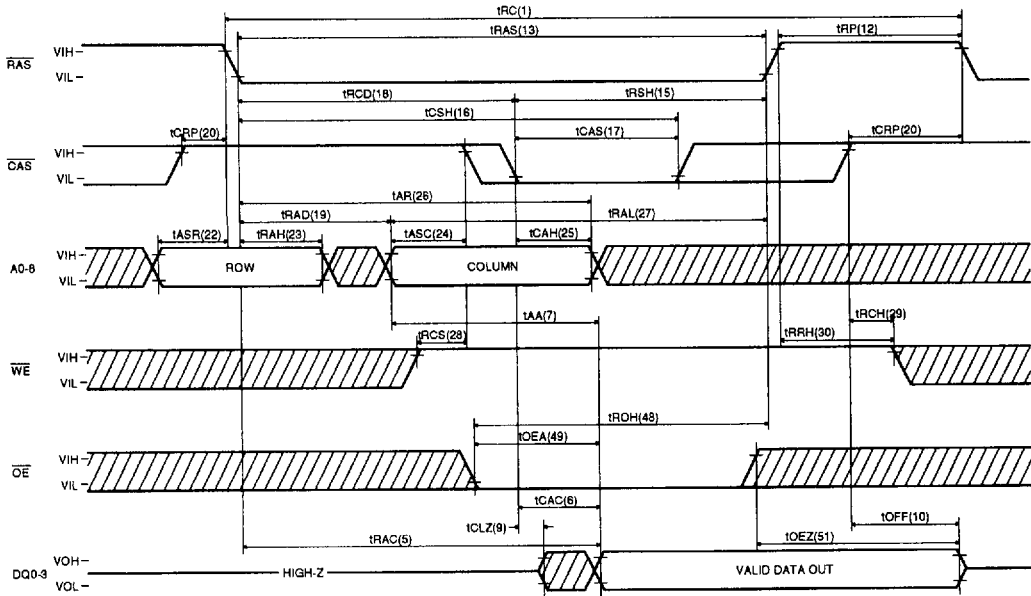 tRC(1)
tRAS(13)
tRP(12)
RAS
VIH
VIL
tRCD(18)
tRSH(15)
tCSH(16)
tCRP(20)
tCAS(17)
tCRP(20)
CAS
VIH
VIL
tAR(26)
tRAD(19)
tRAL(27)
tASR(22)
tRAH(23)
tASC(24)
tCAH(25)
A0-8
VIH
VIL
ROW
COLUMN
tAA(7)
tRCH(29)
tRCS(28)
tRRH(30)
WE
VIH
VIL
tROH(48)
tOEA(49)
OE
VIH
VIL
tCAC(6)
tCLZ(9)
tOFF(10)
tRAC(5)
tOEZ(51)
DQ0-3
VOH
VOL
HIGH-Z
VALID DATA OUT